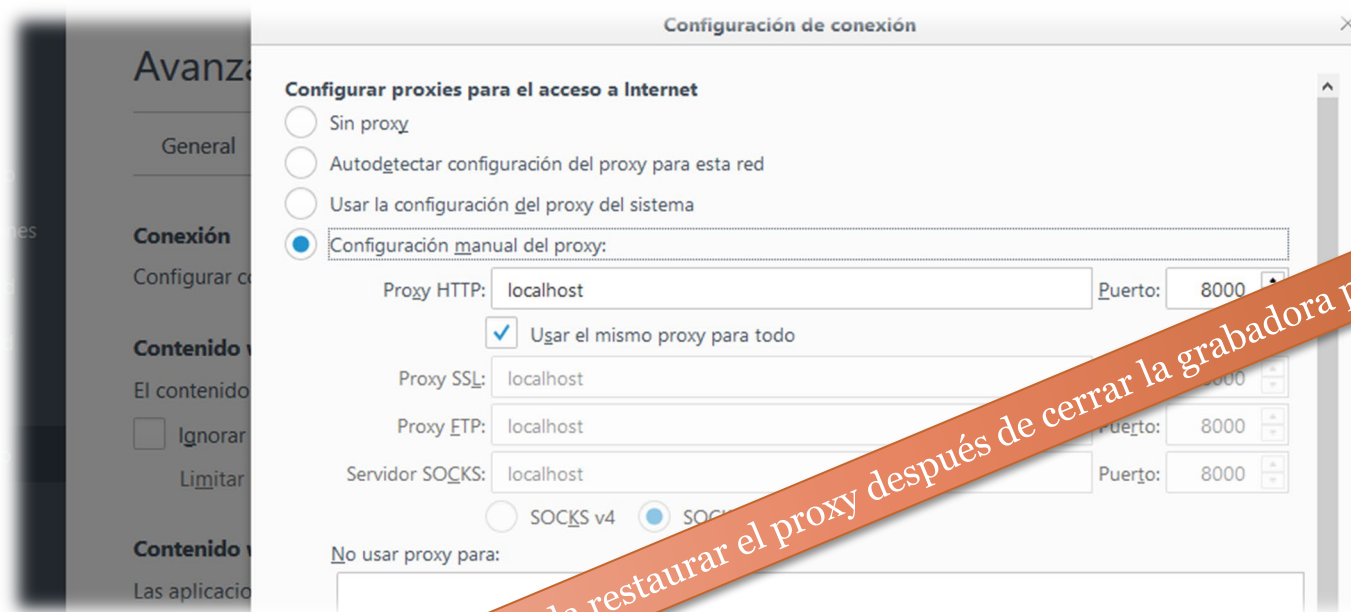 Configuración de conexión
Avanza
Configurar proxies para el acceso a Internet
Sin proxy
General
Autodetectar configuración del proxy para esta red
Usar la configuración del proxy del sistema
nes
Conexión
Configuración manual del proxy:
Configurar co
Proxy HTTP: localhost Puerto: 8000
Usar el mismo proxy para todo
Contenido
Proxy SSL: localhost
El contenido
Proxy FTP: localhost Puerto: 8000
Ignorar
Servidor SOCKS: localhost Puerto: 8000
Limitar
SOCKS v4
Contenido
No usar proxy para:
Las aplicacio
restaurar el proxy después de cerrar la grabadora